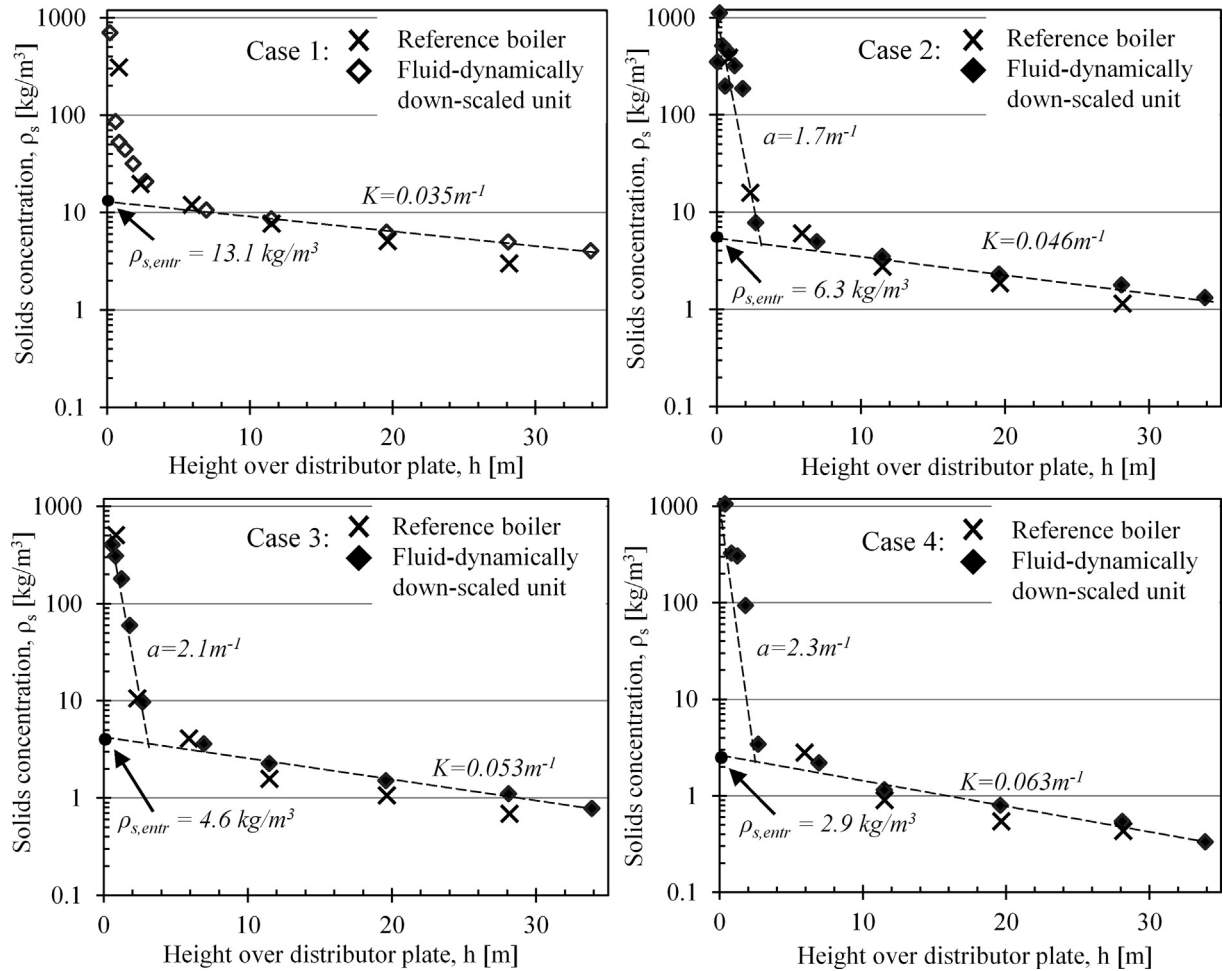 Solids concentration, ρs [kg/m³]
1000
100
10
1
0.1
Case 1:
Reference boiler
Fluid-dynamically
down-scaled unit
K=0.035m⁻¹
ρs,entr = 13.1 kg/m³
0 10 20 30
Height over distributor plate, h [m]
Solids concentration, ρs [kg/m³]
1000
100
10
1
0.1
Case 2:
Reference boiler
Fluid-dynamically
down-scaled unit
a=1.7m⁻¹
K=0.046m⁻¹
ρs,entr = 6.3 kg/m³
0 10 20 30
Height over distributor plate, h [m]
Solids concentration, ρs [kg/m³]
1000
100
10
1
0.1
Case 3:
Reference boiler
Fluid-dynamically
down-scaled unit
a=2.1m⁻¹
K=0.053m⁻¹
ρs,entr = 4.6 kg/m³
0 10 20 30
Height over distributor plate, h [m]
Solids concentration, ρs [kg/m³]
1000
100
10
1
0.1
Case 4:
Reference boiler
Fluid-dynamically
down-scaled unit
a=2.3m⁻¹
K=0.063m⁻¹
ρs,entr = 2.9 kg/m³
0 10 20 30
Height over distributor plate, h [m]